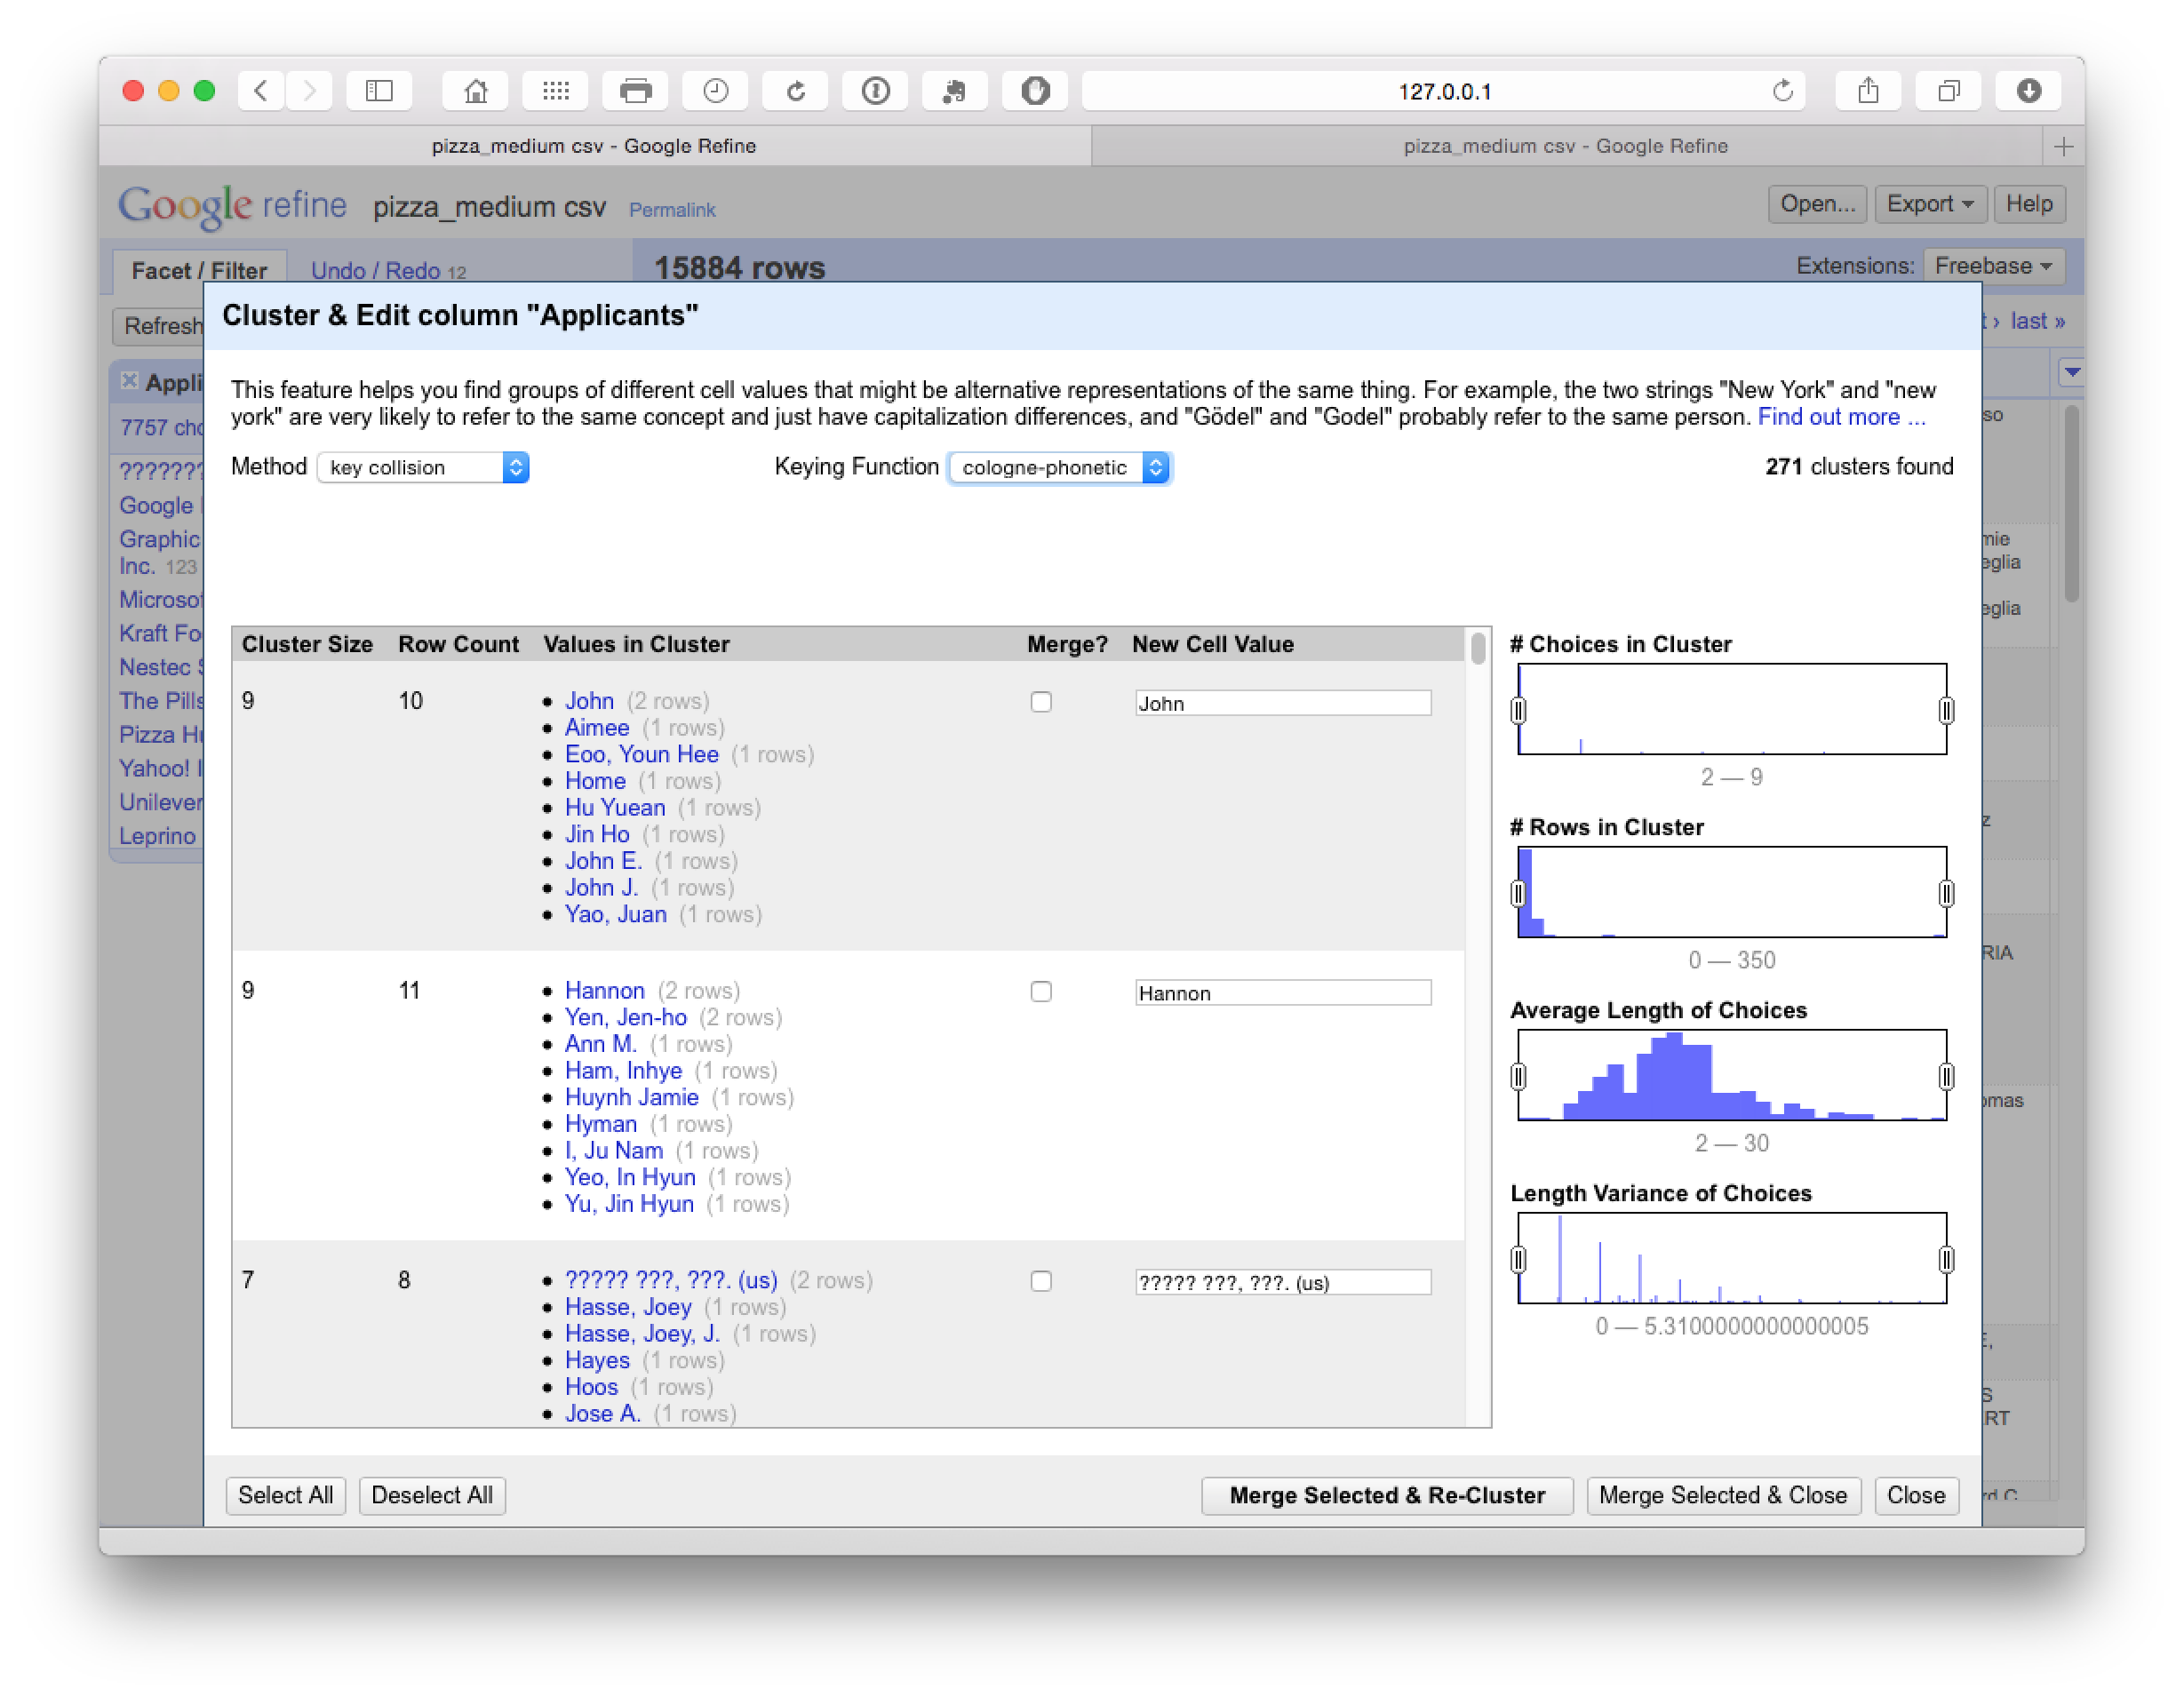 127.0.0.1
pizza_medium csv - Google Refine
pizza_medium csv - Google Refine
Google refine pizza_medium csv Permalink
Open... Export Help
Facet / Filter Undo / Redo 12
15884 rows
Extensions: Freebase
Refresh
last »
Cluster & Edit column "Applicants"
This feature helps you find groups of different cell values that might be alternative representations of the same thing. For example, the two strings "New York" and "new
york" are very likely to refer to the same concept and just have capitalization differences, and "Gödel" and "Godel" probably refer to the same person. Find out more ...
Method key collision
Keying Function cologne-phonetic
271 clusters found
Appli
7757 cho
???????
Google
Graphic
Inc. 123
Microsof
Kraft Fo
Nestec S
The Pills
Pizza Hu
Yahoo! I
Unilever
Leprino
Cluster Size Row Count Values in Cluster Merge? New Cell Value
9 10 John (2 rows) John
Aimee (1 rows)
Eoo, Youn Hee (1 rows)
Home (1 rows)
Hu Yuean (1 rows)
Jin Ho (1 rows)
John E. (1 rows)
John J. (1 rows)
Yao, Juan (1 rows)
9 11 Hannon (2 rows) Hannon
Yen, Jen-ho (2 rows)
Ann M. (1 rows)
Ham, Inhye (1 rows)
Huynh Jamie (1 rows)
Hyman (1 rows)
I, Ju Nam (1 rows)
Yeo, In Hyun (1 rows)
Yu, Jin Hyun (1 rows)
7 8 ????? ???, ???. (us) (2 rows) ????? ???, ???. (us)
Hasse, Joey (1 rows)
Hasse, Joey, J. (1 rows)
Hayes (1 rows)
Hoos (1 rows)
Jose A. (1 rows)
# Choices in Cluster
2 — 9
# Rows in Cluster
0 — 350
Average Length of Choices
2 — 30
Length Variance of Choices
0 — 5.3100000000000005
so
mie
eglia
eglia
z
RIA
omas
E,
S
RT
rd C
Select All Deselect All
Merge Selected & Re-Cluster Merge Selected & Close Close